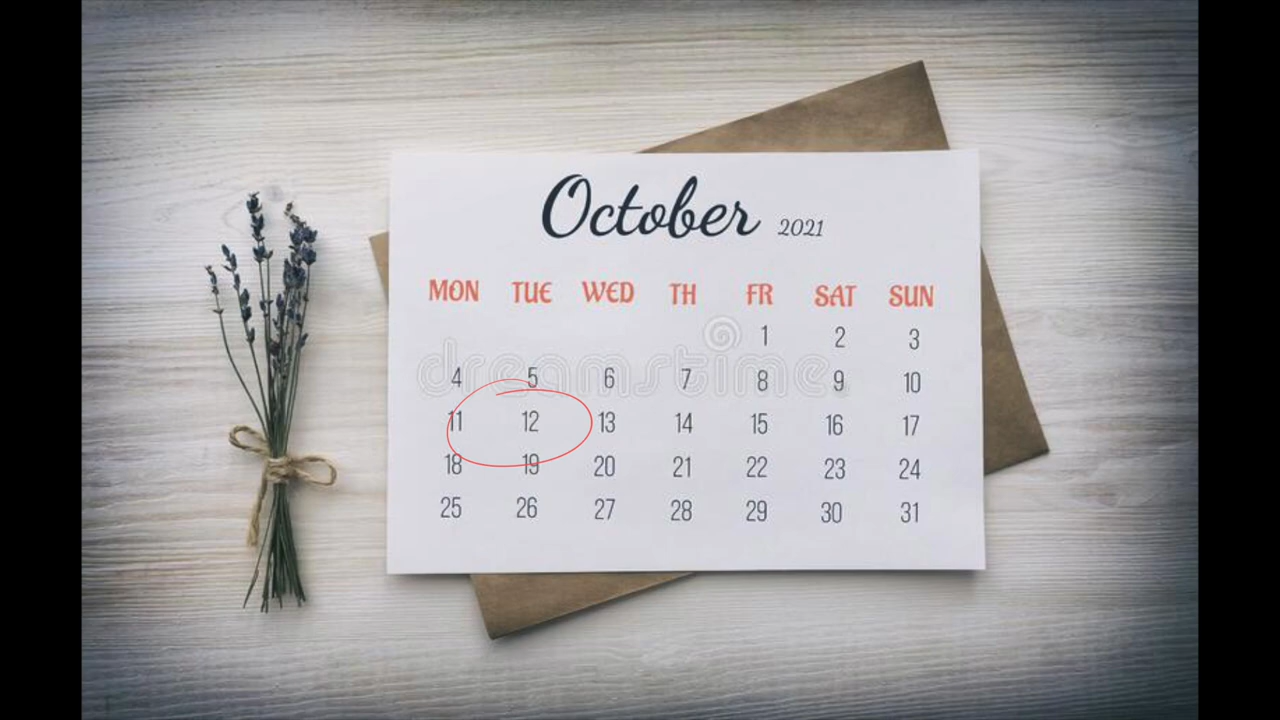 October 2021
MON TUE WED TH FR SAT SUN
1 2 3
dreamstime
4 5 6 7 8 9 10
11 12 13 14 15 16 17
18 19 20 21 22 23 24
25 26 27 28 29 30 31